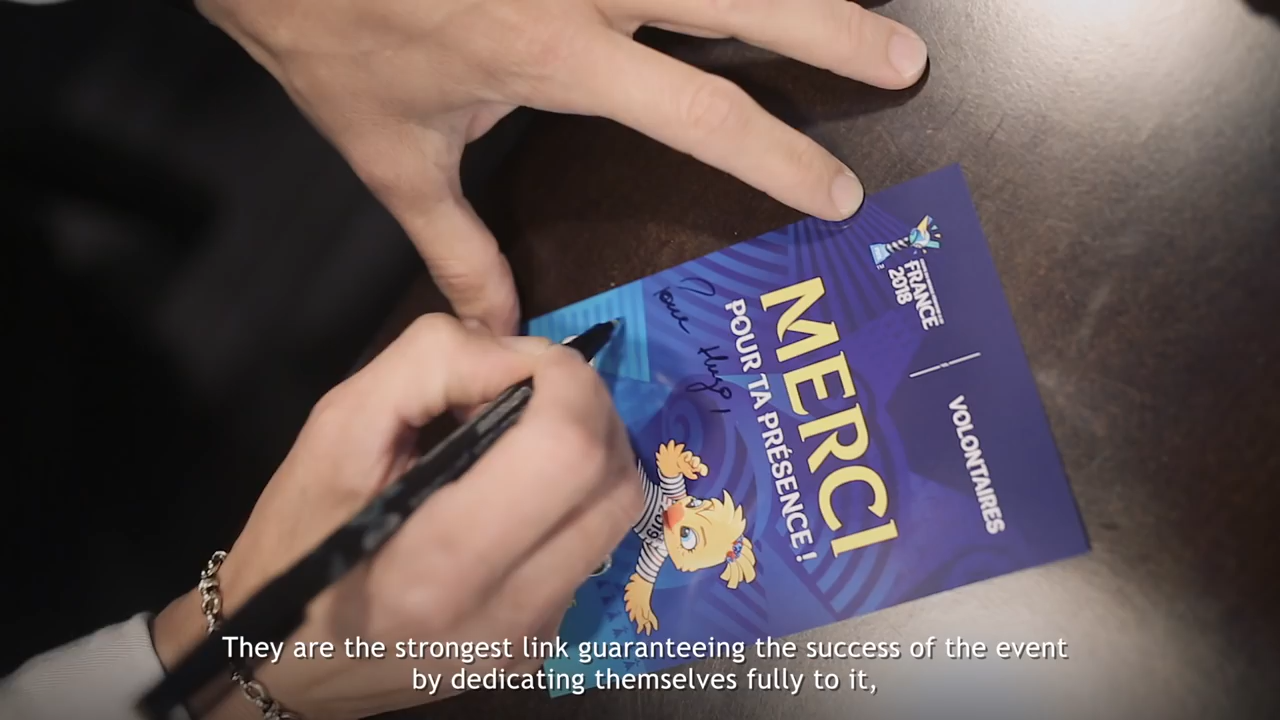 FRANCE
2018
VOLONTAIRES
MERCI
POUR TA PRÉSENCE !
Pour Hugo,
They are the strongest link guaranteeing the success of the event
by dedicating themselves fully to it,